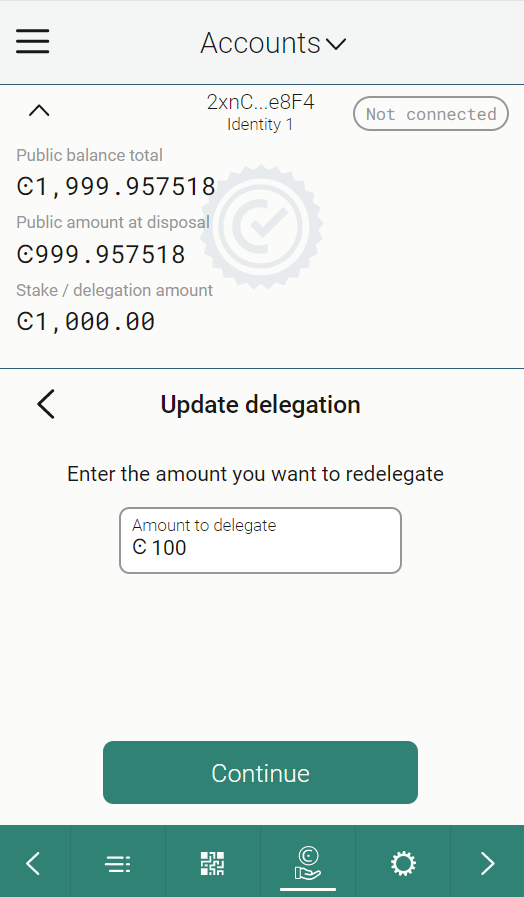 Accounts
2xnC...e8F4
Identity 1
Not connected
Public balance total
Ͼ1,999.957518
Public amount at disposal
Ͼ999.957518
Stake / delegation amount
Ͼ1,000.00
Update delegation
Enter the amount you want to redelegate
Amount to delegate
Ͼ 100
Continue